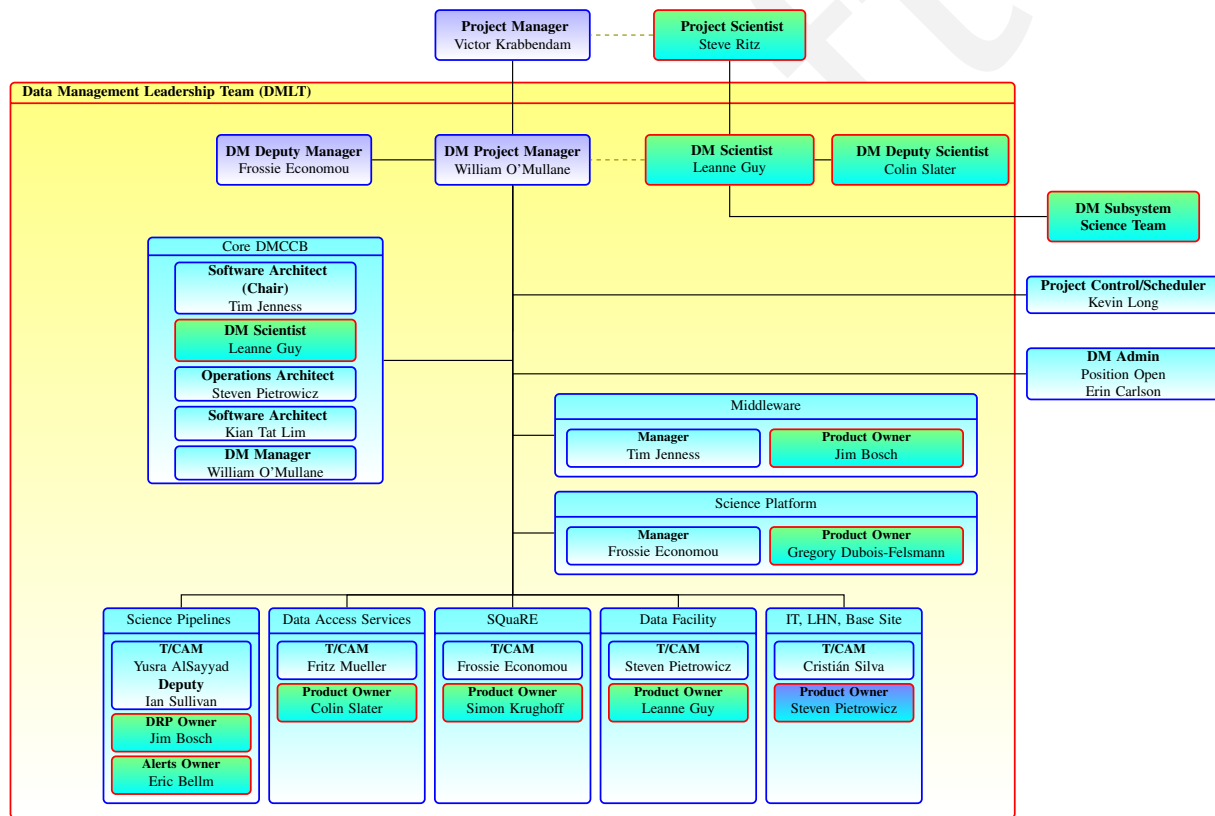 Project Manager
Victor Krabbendam
Project Scientist
Steve Ritz
Data Management Leadership Team (DMLT)
DM Deputy Manager
Frossie Economou
DM Project Manager
William O'Mullane
DM Scientist
Leanne Guy
DM Deputy Scientist
Colin Slater
DM Subsystem
Science Team
Core DMCCB
Software Architect
(Chair)
Tim Jenness
DM Scientist
Leanne Guy
Operations Architect
Steven Pietrowicz
Software Architect
Kian Tat Lim
DM Manager
William O'Mullane
Project Control/Scheduler
Kevin Long
DM Admin
Position Open
Erin Carlson
Middleware
Manager
Tim Jenness
Product Owner
Jim Bosch
Science Platform
Manager
Frossie Economou
Product Owner
Gregory Dubois-Felsmann
Science Pipelines
T/CAM
Yusra AlSayyad
Deputy
Ian Sullivan
DRP Owner
Jim Bosch
Alerts Owner
Eric Bellm
Data Access Services
T/CAM
Fritz Mueller
Product Owner
Colin Slater
SQuaRE
T/CAM
Frossie Economou
Product Owner
Simon Krughoff
Data Facility
T/CAM
Steven Pietrowicz
Product Owner
Leanne Guy
IT, LHN, Base Site
T/CAM
Cristián Silva
Product Owner
Steven Pietrowicz